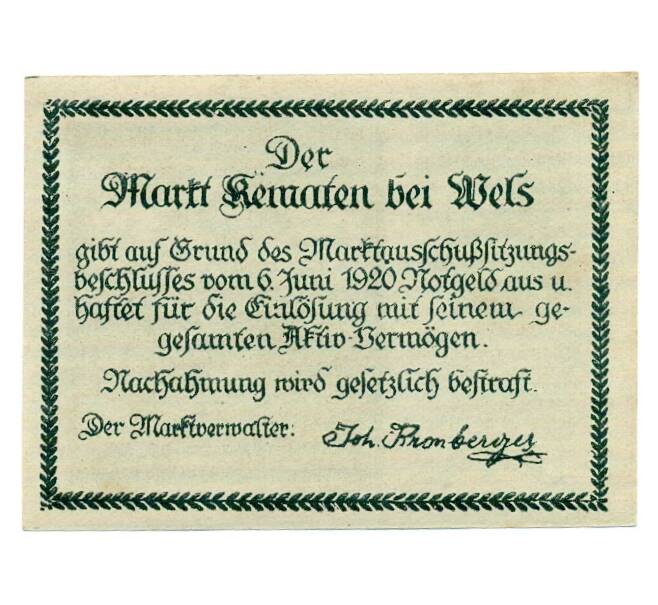 Der
Markt Kematen bei Wels
gibt auf Grund des Marktausschußsitzungs-
beschlusses vom 6. Juni 1920 Notgeld aus u.
haftet für die Einlösung mit seinem ge-
gesamten Aktiv-Vermögen.
Nachahmung wird gesetzlich bestraft.
Der Marktverwalter: Joh. Kronberger